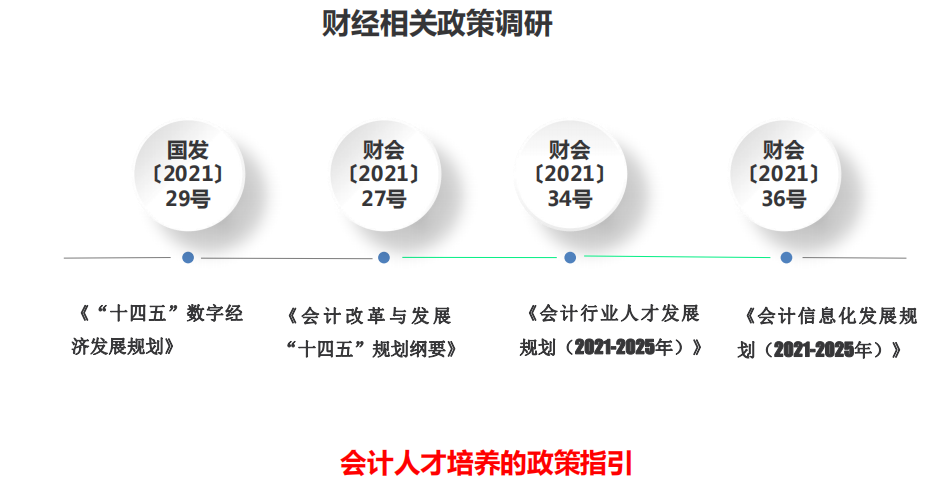 财经相关政策调研
国发
〔2021〕
29号
财会
〔2021〕
27号
财会
〔2021〕
34号
财会
〔2021〕
36号
《“十四五”数字经
济发展规划》
《会计改革与发展
“十四五”规划纲要》
《会计行业人才发展
规划（2021-2025年）》
《会计信息化发展规
划（2021-2025年）》
会计人才培养的政策指引